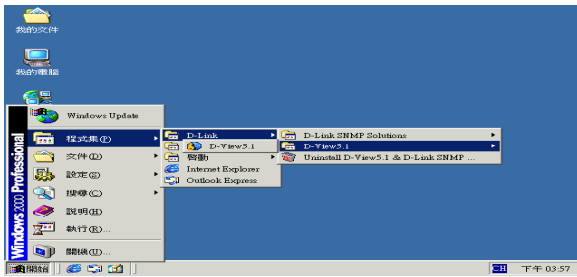 我的文件
我的電腦
Windows Update
程式集(P)
文件(D)
設定(S)
搜尋(C)
說明(H)
執行(R)...
關機(U)...
Windows 2000 Professional
D-Link
D-View5.1
啟動
Internet Explorer
Outlook Express
D-Link SNMP Solutions
D-View5.1
Uninstall D-View5.1 & D-Link SNMP ...
開始
CH
下午 03:57